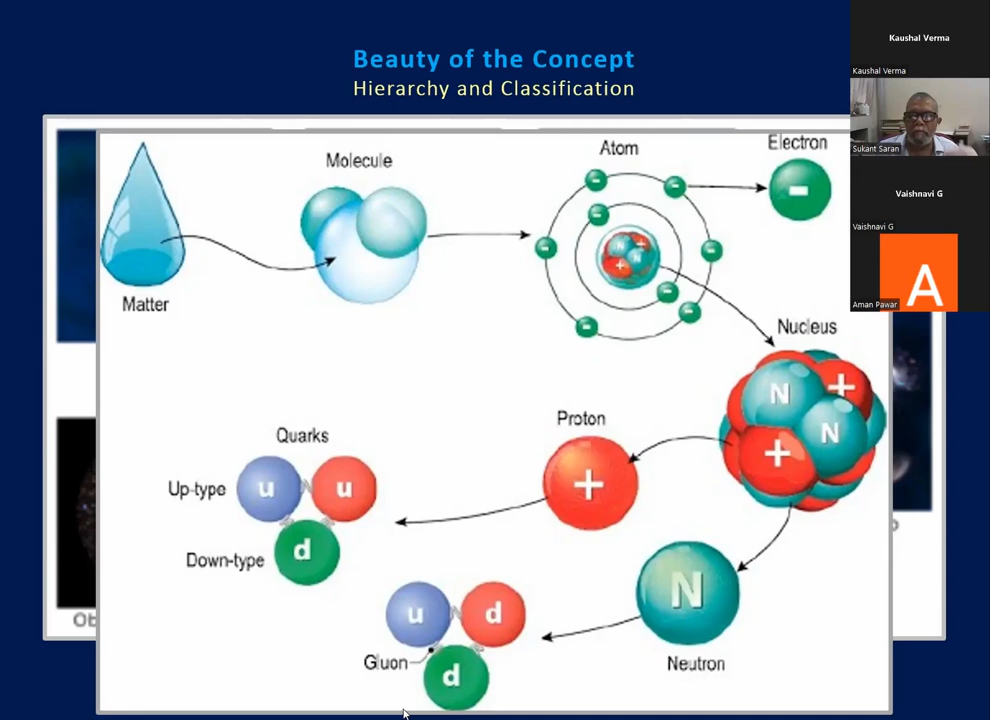 Beauty of the Concept
Hierarchy and Classification
Kaushal Verma
Kaushal Verma
Sukant Saran
Vaishnavi G
Vaishnavi G
A
Aman Pawar
Matter
Molecule
Atom
Electron
-
-
-
-
-
-
-
-
-
N
N
+
+
Nucleus
N
+
N
+
Proton
+
Quarks
Up-type
u
u
Down-type
d
N
Neutron
u
d
Gluon
d
Ob